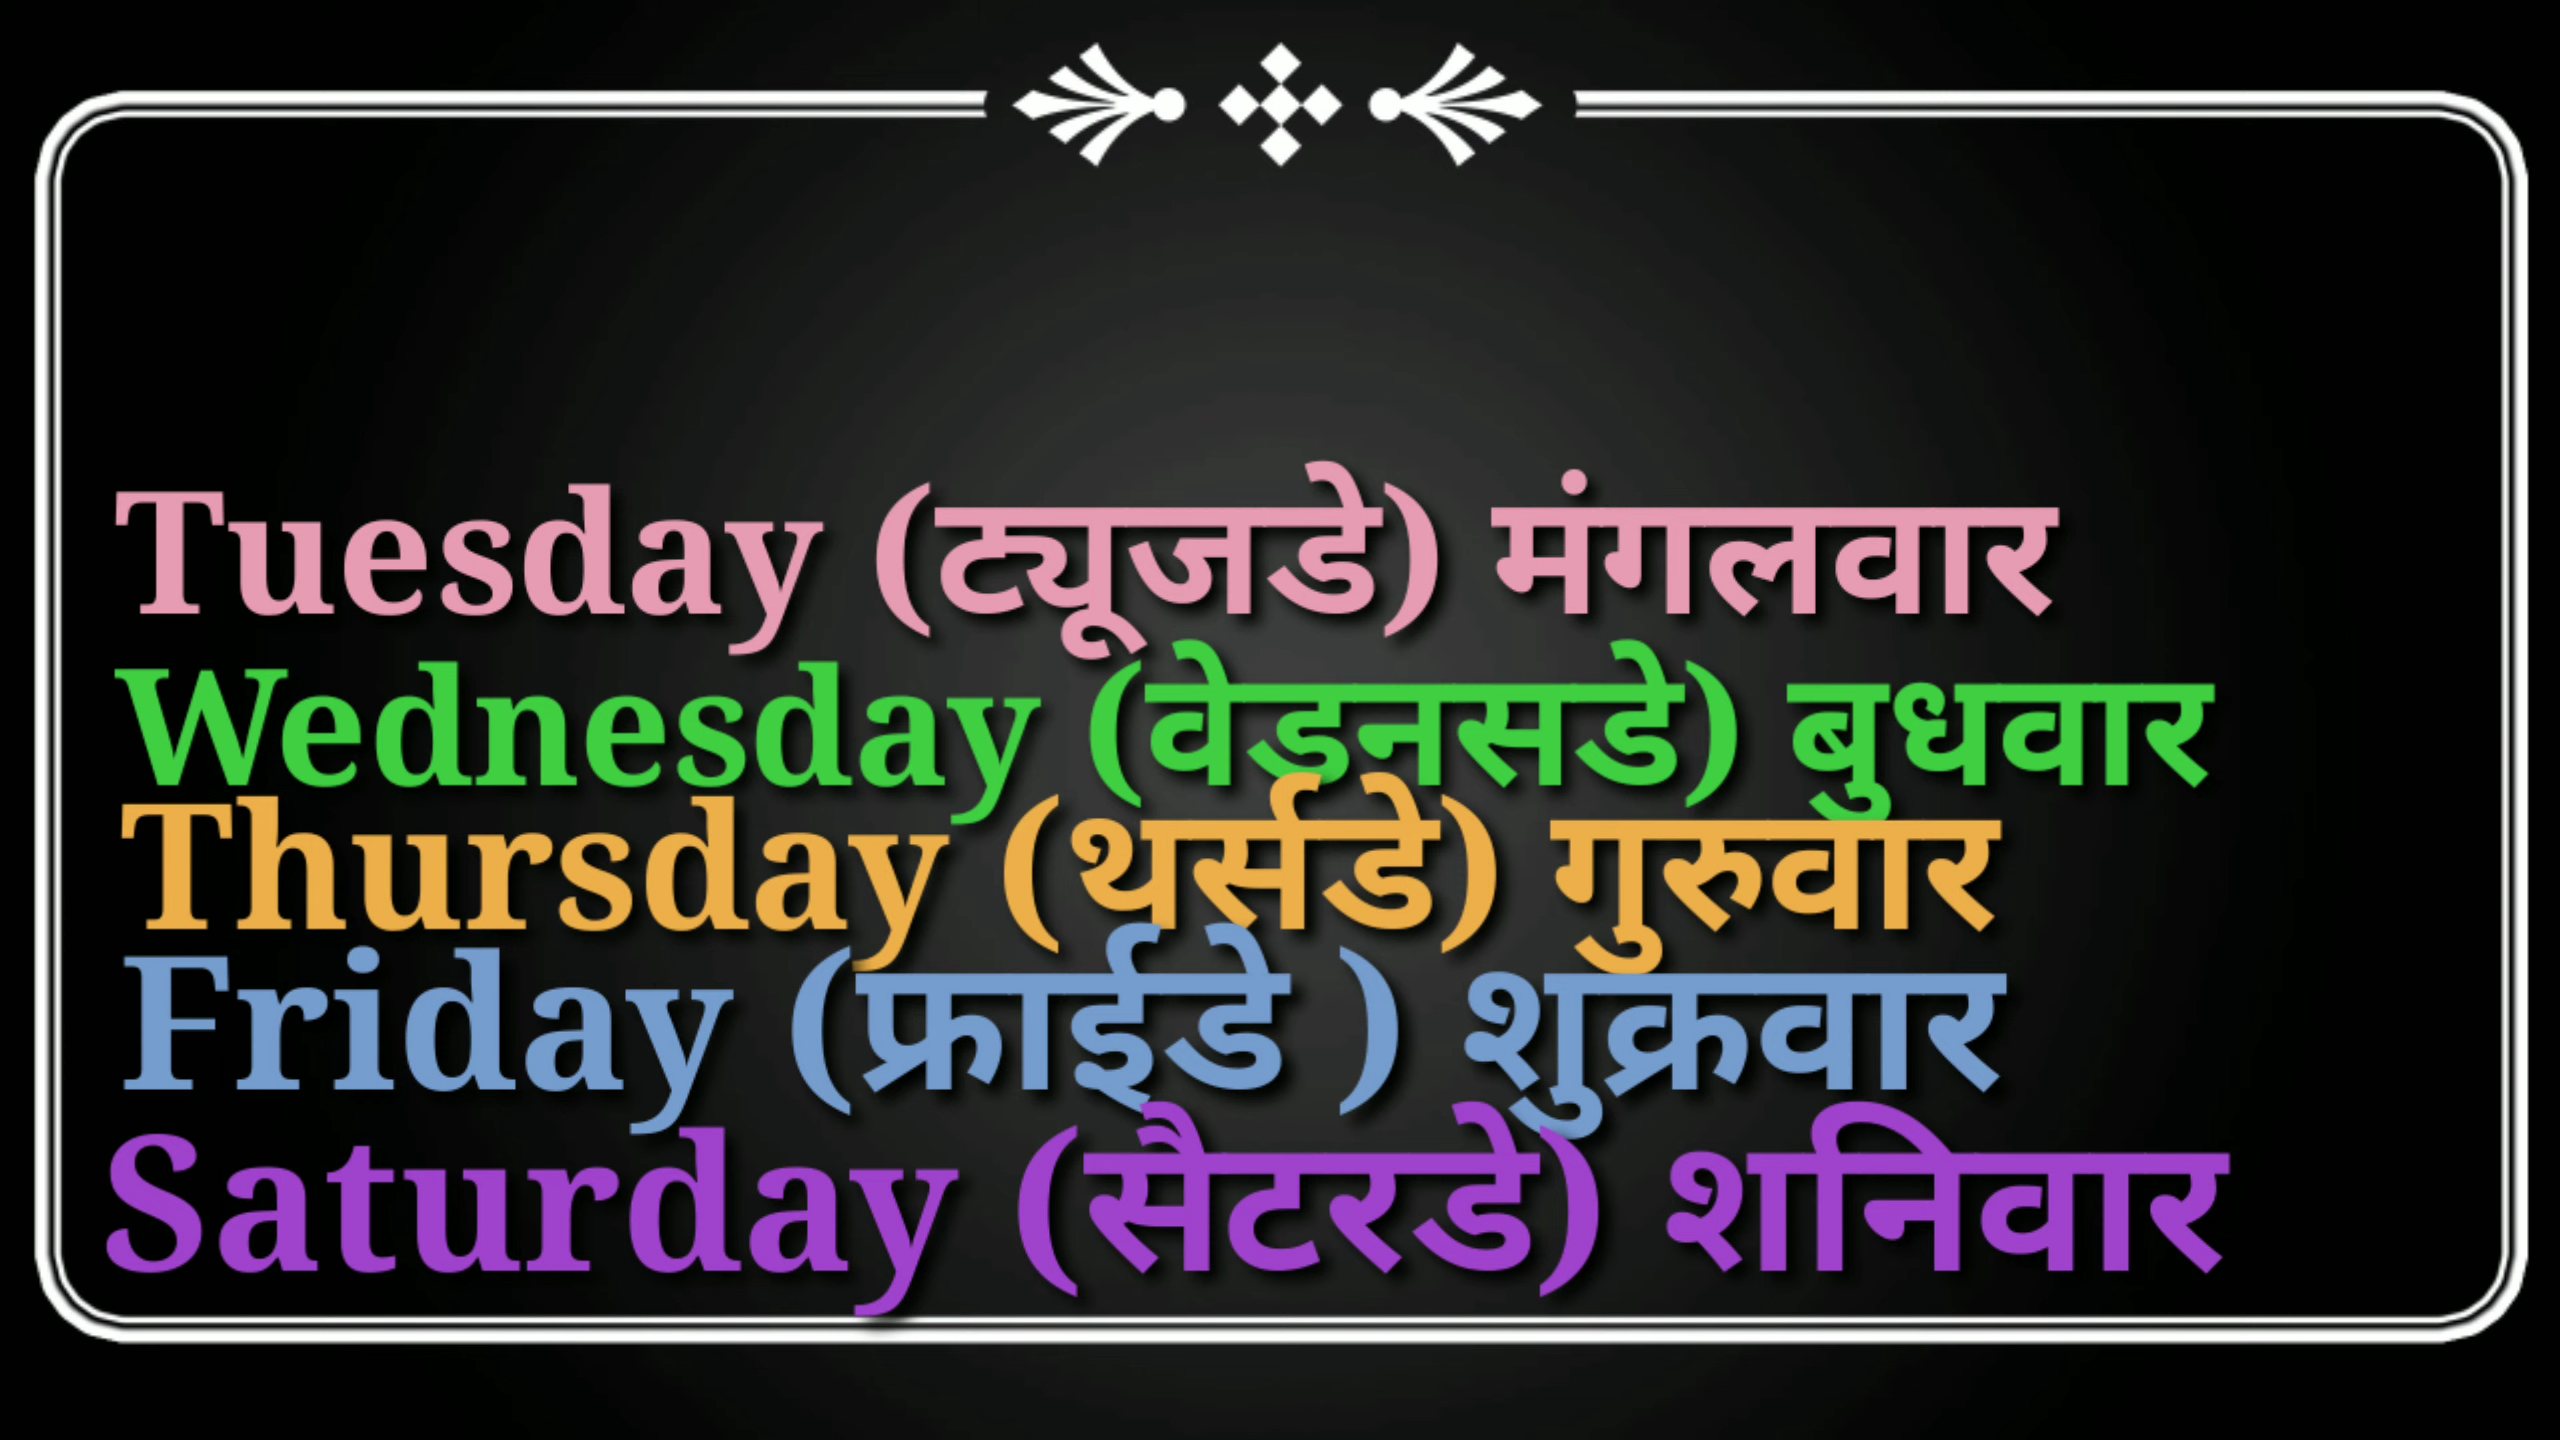 Tuesday (ट्यूजडे) मंगलवार
Wednesday (वेडनसडे) बुधवार
Thursday (थर्सडे) गुरुवार
Friday (फ्राईडे ) शुक्रवार
Saturday (सैटरडे) शनिवार